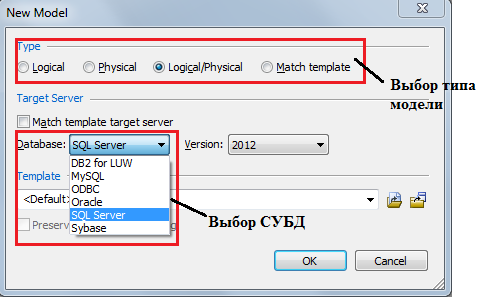 New Model
Type
Logical Physical Logical/Physical Match template
Выбор типа
модели
Target Server
Match template target server
Database: SQL Server Version: 2012
DB2 for LUW
MySQL
ODBC
Oracle
SQL Server
Sybase
Template
<Default>
Выбор СУБД
OK Cancel